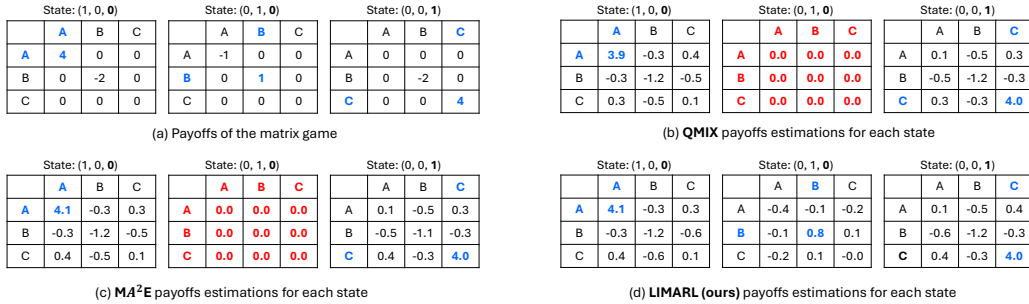 State: (1, 0, 0) State: (0, 1, 0) State: (0, 0, 1)
A B C A B C A B C
A 4 0 0 A -1 0 0 A 0 0 0
B 0 -2 0 B 0 1 0 B 0 -2 0
C 0 0 0 C 0 0 0 C 0 0 4
(a) Payoffs of the matrix game
State: (1, 0, 0) State: (0, 1, 0) State: (0, 0, 1)
A B C A B C A B C
A 3.9 -0.3 0.4 A 0.0 0.0 0.0 A 0.1 -0.5 0.3
B -0.3 -1.2 -0.5 B 0.0 0.0 0.0 B -0.5 -1.2 -0.3
C 0.3 -0.5 0.1 C 0.0 0.0 0.0 C 0.3 -0.3 4.0
(b) QMIX payoffs estimations for each state
State: (1, 0, 0) State: (0, 1, 0) State: (0, 0, 1)
A B C A B C A B C
A 4.1 -0.3 0.3 A 0.0 0.0 0.0 A 0.1 -0.5 0.3
B -0.3 -1.2 -0.5 B 0.0 0.0 0.0 B -0.5 -1.1 -0.3
C 0.4 -0.5 0.1 C 0.0 0.0 0.0 C 0.4 -0.3 4.0
(c) MA²E payoffs estimations for each state
State: (1, 0, 0) State: (0, 1, 0) State: (0, 0, 1)
A B C A B C A B C
A 4.1 -0.3 0.3 A -0.4 -0.1 -0.2 A 0.1 -0.5 0.4
B -0.3 -1.2 -0.6 B -0.1 0.8 0.1 B -0.6 -1.2 -0.3
C 0.4 -0.6 0.1 C -0.2 0.1 -0.0 C 0.4 -0.3 4.0
(d) LIMARL (ours) payoffs estimations for each state